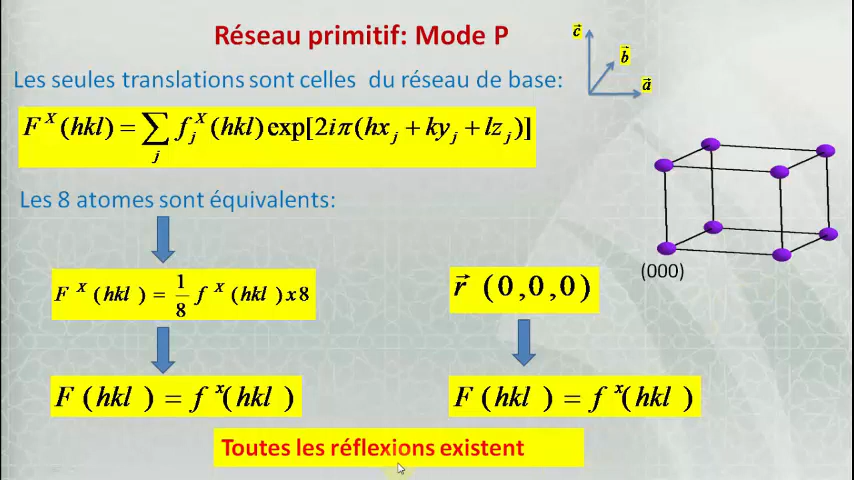 Réseau primitif: Mode P
c⃗
b⃗
a⃗
Les seules translations sont celles du réseau de base:
F^X (hkl) = ∑_j f_j^X (hkl) exp[2iπ(hx_j + ky_j + lz_j)]
Les 8 atomes sont équivalents:
(000)
F^X (hkl) = 1/8 f^X (hkl) x 8
r⃗ (0,0,0)
F (hkl) = f^x(hkl)
F (hkl) = f^x(hkl)
Toutes les réflexions existent